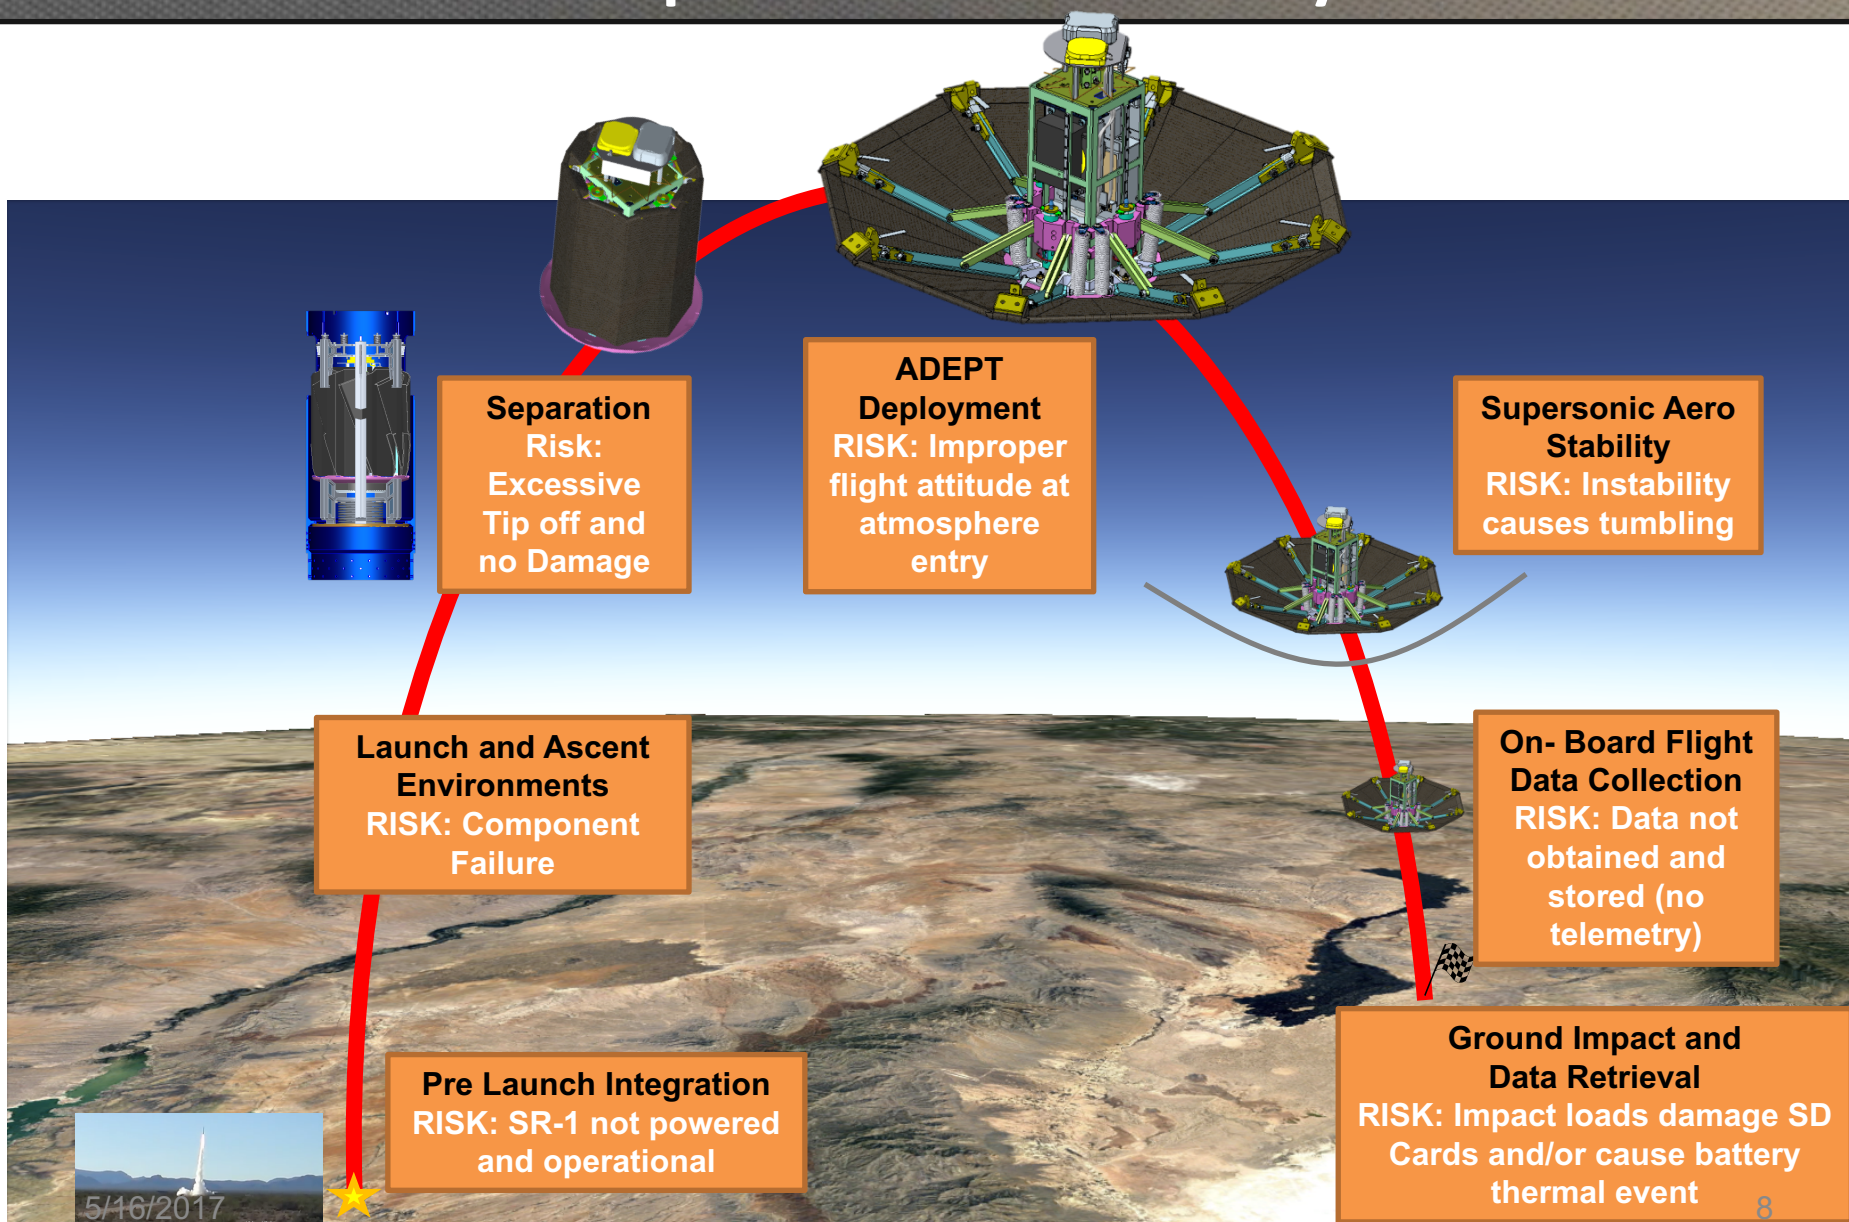 Separation
Risk:
Excessive
Tip off and
no Damage
ADEPT
Deployment
RISK: Improper
flight attitude at
atmosphere
entry
Supersonic Aero
Stability
RISK: Instability
causes tumbling
Launch and Ascent
Environments
RISK: Component
Failure
On- Board Flight
Data Collection
RISK: Data not
obtained and
stored (no
telemetry)
Pre Launch Integration
RISK: SR-1 not powered
and operational
Ground Impact and
Data Retrieval
RISK: Impact loads damage SD
Cards and/or cause battery
thermal event
5/16/2017
8